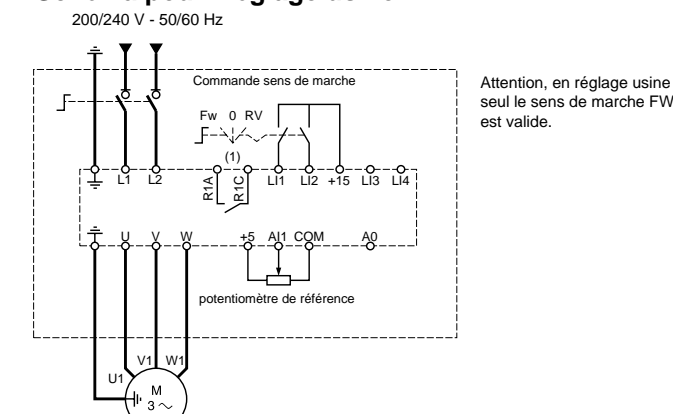 200/240 V - 50/60 Hz
Commande sens de marche
Attention, en réglage usine
seul le sens de marche FW
est valide.
Fw 0 RV
(1)
L1 L2 R1A R1C LI1 LI2 +15 LI3 LI4
U V W +5 AI1 COM A0
potentiomètre de référence
U1 V1 W1
M
3